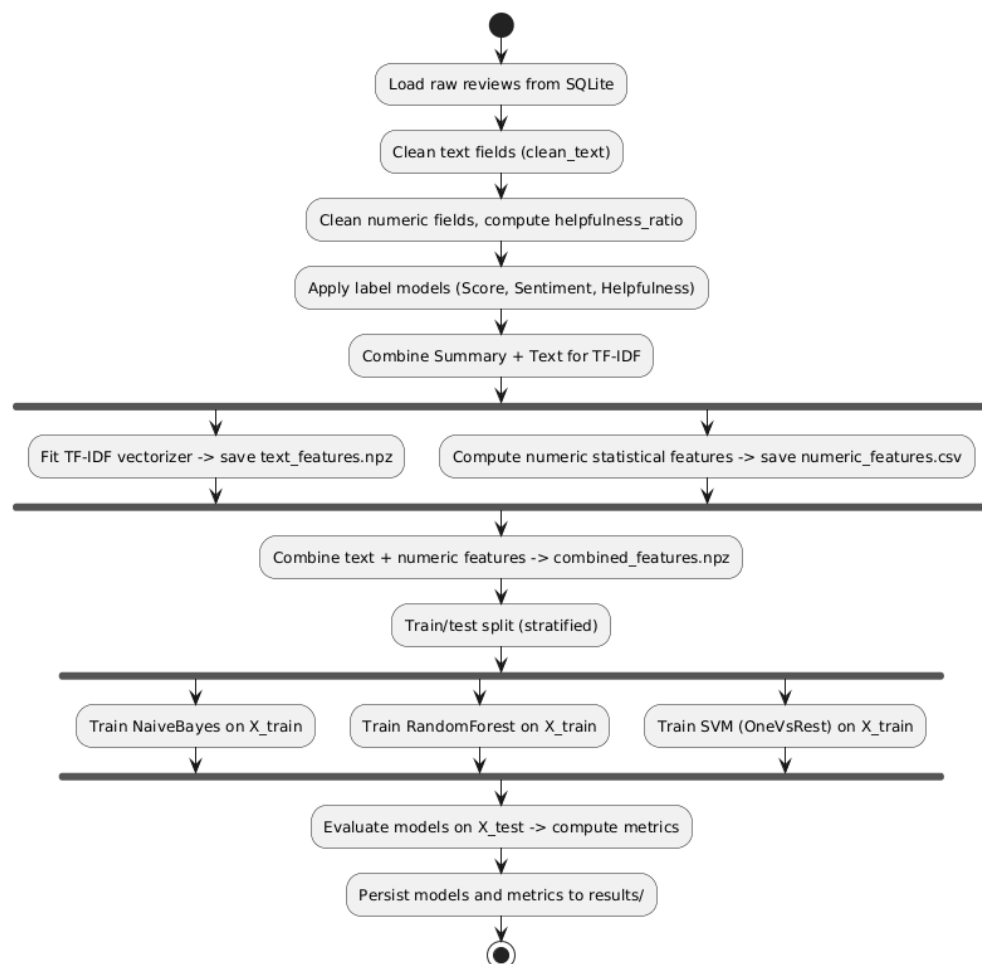 Load raw reviews from SQLite
Clean text fields (clean_text)
Clean numeric fields, compute helpfulness_ratio
Apply label models (Score, Sentiment, Helpfulness)
Combine Summary + Text for TF-IDF
Fit TF-IDF vectorizer -> save text_features.npz
Compute numeric statistical features -> save numeric_features.csv
Combine text + numeric features -> combined_features.npz
Train/test split (stratified)
Train NaiveBayes on X_train
Train RandomForest on X_train
Train SVM (OneVsRest) on X_train
Evaluate models on X_test -> compute metrics
Persist models and metrics to results/